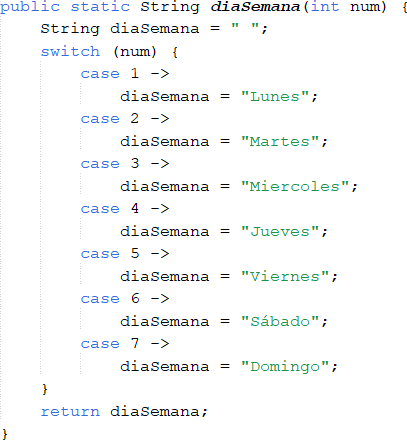 public static String diaSemana(int num) {
    String diaSemana = " ";
    switch (num) {
        case 1 ->
            diaSemana = "Lunes";
        case 2 ->
            diaSemana = "Martes";
        case 3 ->
            diaSemana = "Miercoles";
        case 4 ->
            diaSemana = "Jueves";
        case 5 ->
            diaSemana = "Viernes";
        case 6 ->
            diaSemana = "Sábado";
        case 7 ->
            diaSemana = "Domingo";
    }
    return diaSemana;
}